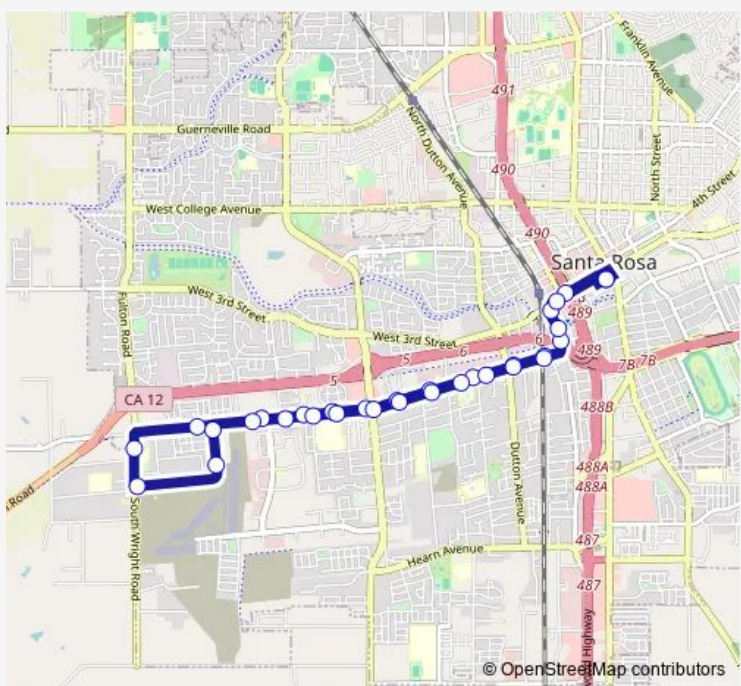 Franklin Avenue
491
Guerneville Road
North Dutton Avenue
490
North Street
4th Street
West College Avenue
490
Santa Rosa
Fulton Road
West 3rd Street
489
West 3rd Street
6
6
5
489
7B
7B
5
CA 12
488B
Dutton Avenue
488A
488A
Road
South Wright Road
487
Hearn Avenue
487
Highway
© OpenStreetMap contributors